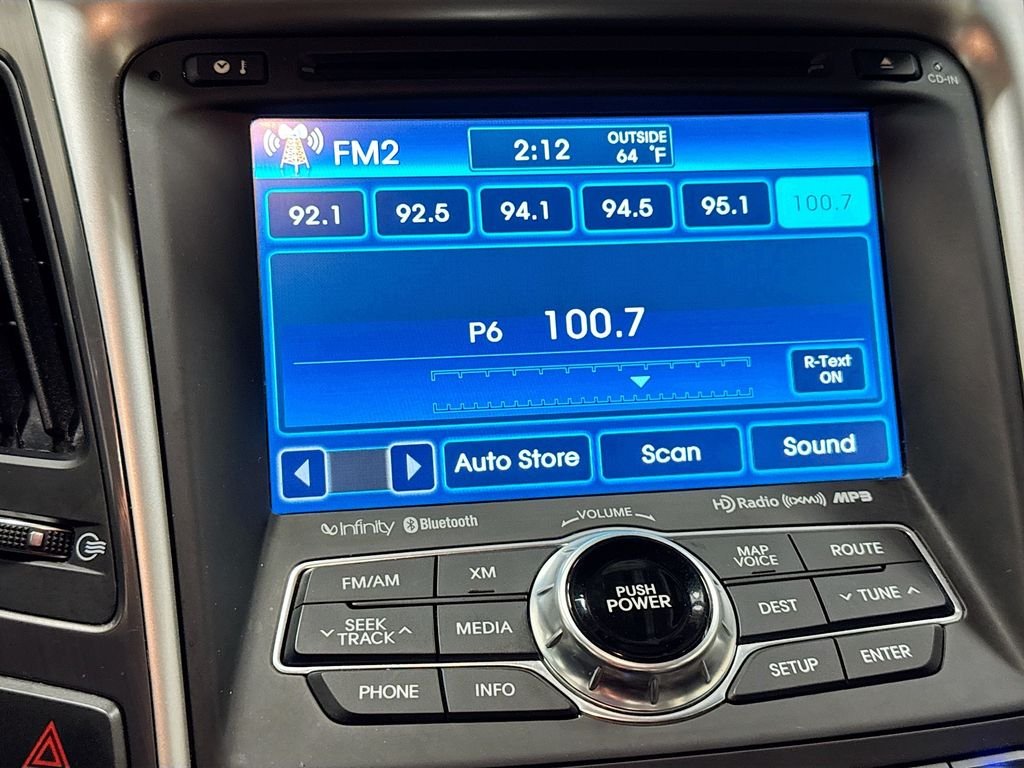 CD-IN
FM2
2:12
OUTSIDE
64 °F
92.1
92.5
94.1
94.5
95.1
100.7
P6 100.7
R-Text
ON
Auto Store
Scan
Sound
Infinity
Bluetooth
VOLUME
HD Radio
((XM))
MP3
FM/AM
XM
SEEK
TRACK
MEDIA
PHONE
INFO
PUSH
POWER
MAP
VOICE
ROUTE
DEST
TUNE
SETUP
ENTER